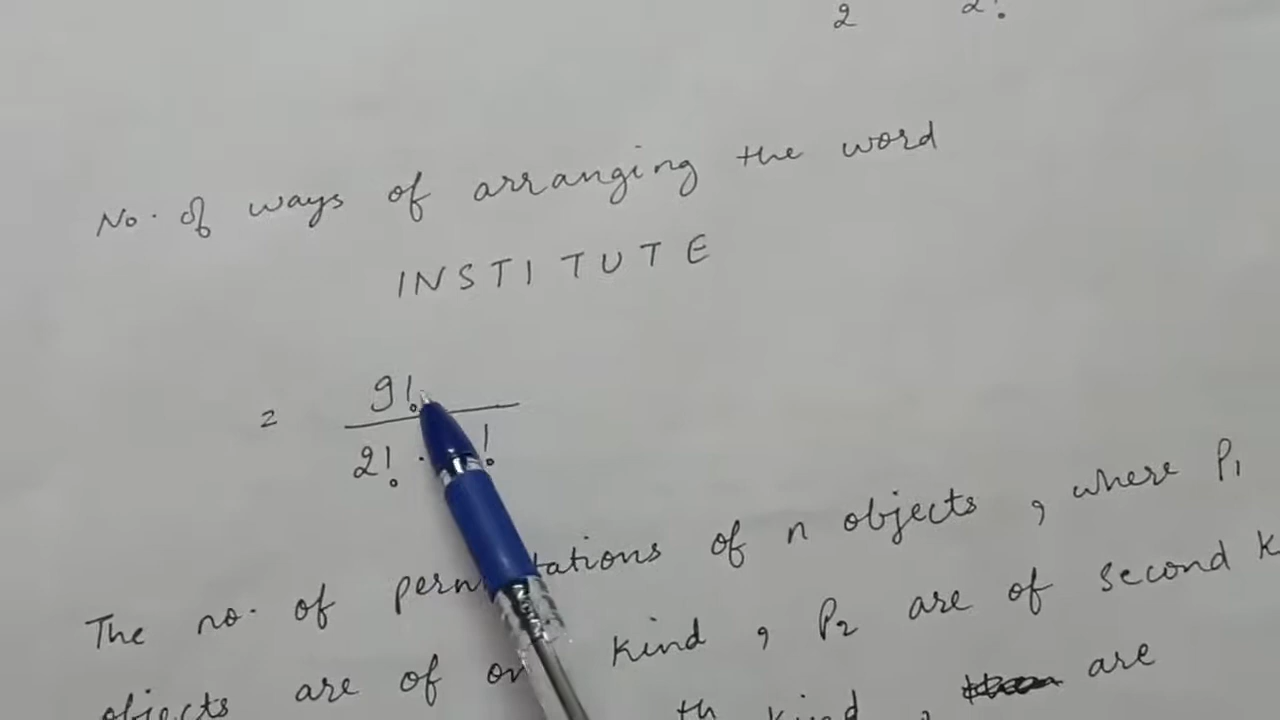 2 2!
No. of ways of arranging the word
INSTITUTE
= 9!
2! . !
The no. of objects, where P1
of n
objects are of kind, P2 are of second
th kind, are